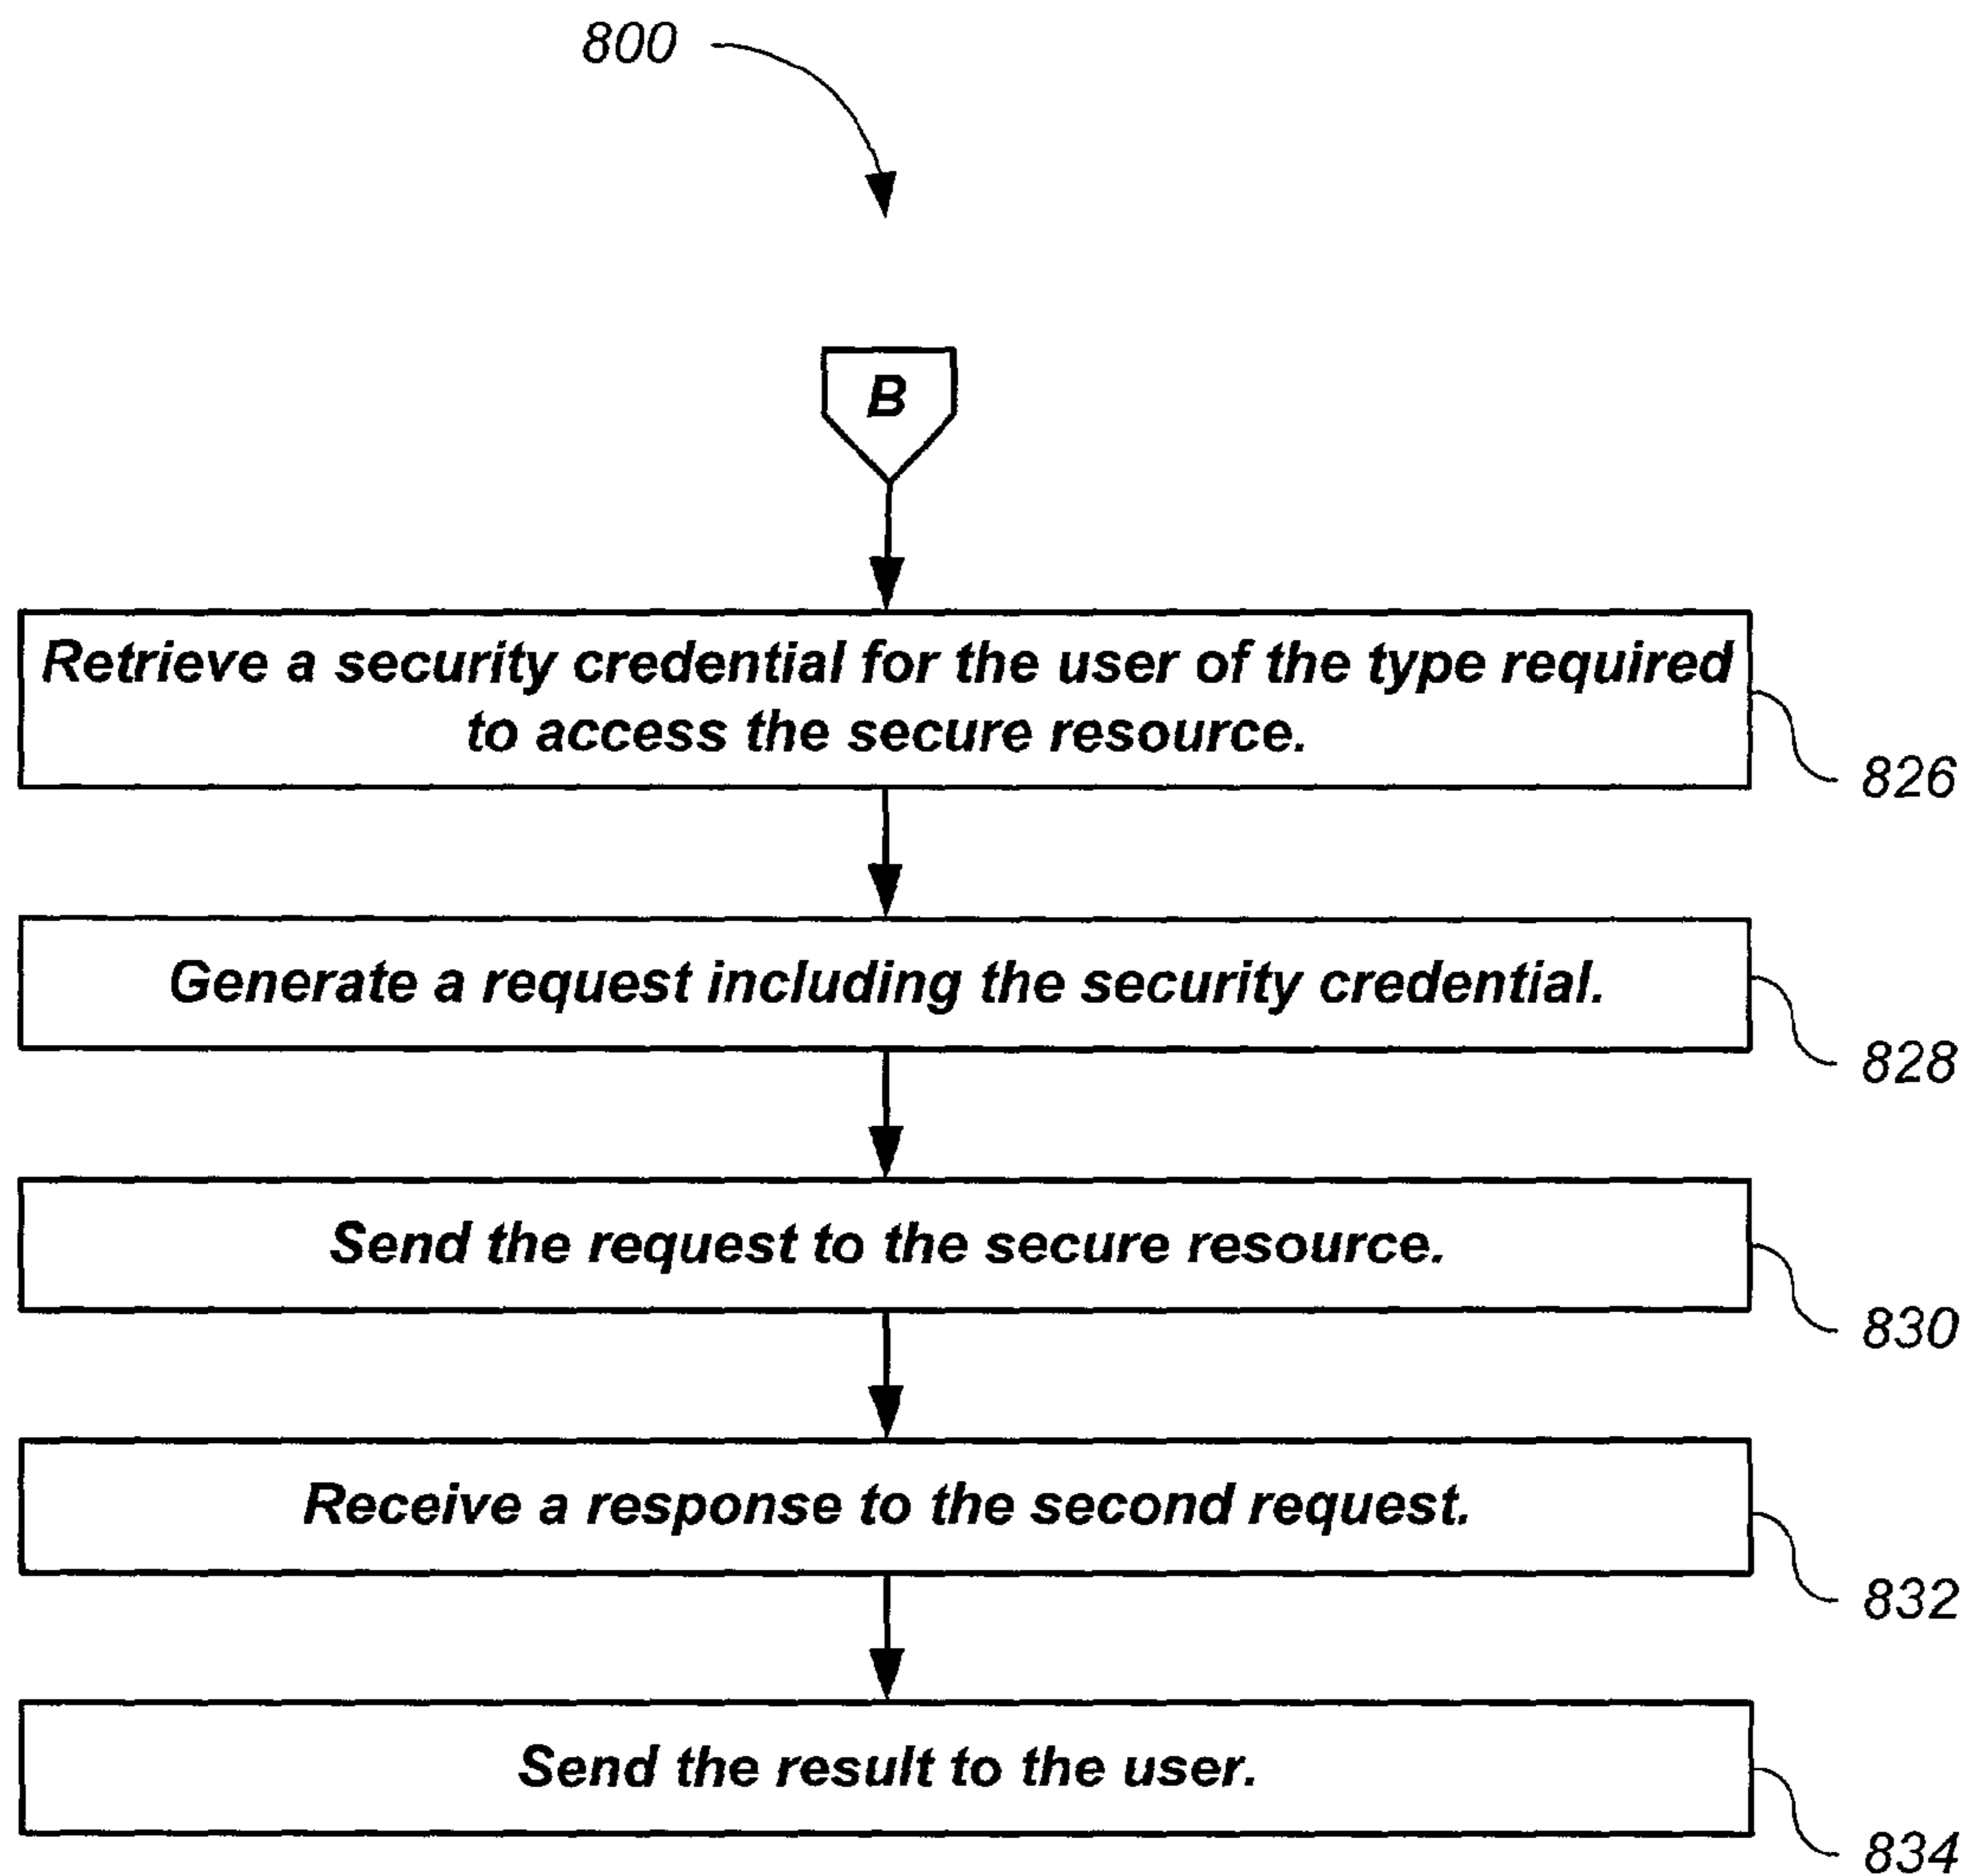 800
B
Retrieve a security credential for the user of the type required
to access the secure resource.
826
Generate a request including the security credential.
828
Send the request to the secure resource.
830
Receive a response to the second request.
832
Send the result to the user.
834